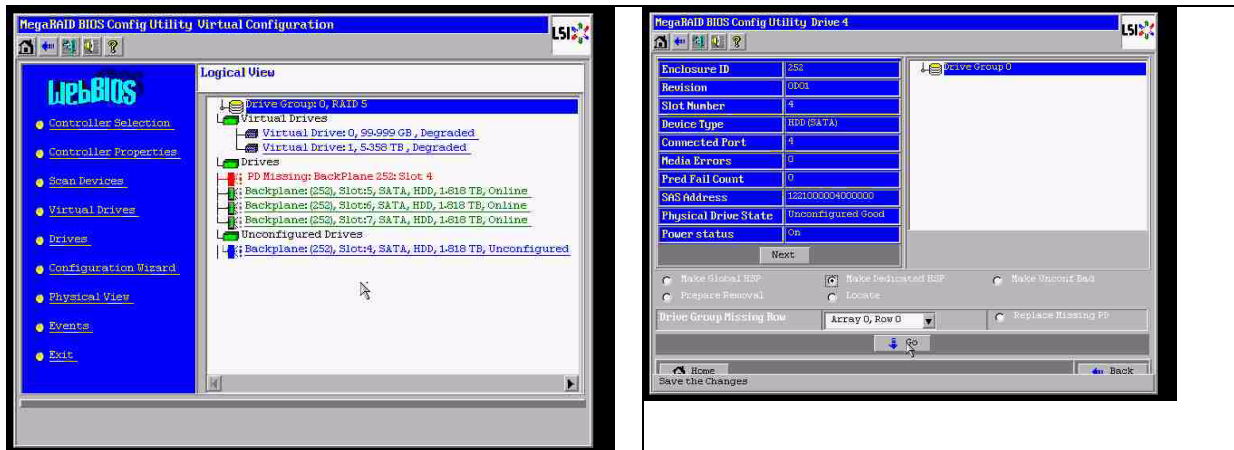 MegaRAID BIOS Config Utility Virtual Configuration
LSI
WebBIOS
Controller Selection
Controller Properties
Scan Devices
Virtual Drives
Drives
Configuration Wizard
Physical View
Events
Exit
Logical View
Drive Group: 0, RAID 5
Virtual Drives
Virtual Drive: 0, 99.999 GB, Degraded
Virtual Drive: 1, 5.358 TB, Degraded
Drives
PD Missing: BackPlane 252: Slot 4
Backplane: (252), Slot:5, SATA, HDD, 1.818 TB, Online
Backplane: (252), Slot:6, SATA, HDD, 1.818 TB, Online
Backplane: (252), Slot:7, SATA, HDD, 1.818 TB, Online
Unconfigured Drives
Backplane: (252), Slot:4, SATA, HDD, 1.818 TB, Unconfigured
MegaRAID BIOS Config Utility Drive 4
LSI
Enclosure ID 252
Revision 0D01
Slot Number 4
Device Type HDD (SATA)
Connected Port 4
Media Errors 0
Pred Fail Count 0
SAS Address 1221000004000000
Physical Drive State Unconfigured Good
Power status On
Next
Drive Group 0
Make Global HSP Make Dedicated HSP Make Unconf Bad
Prepare Removal Locate
Drive Group Missing Row Array 0, Row 0 Replace Missing PD
Go
Home Back
Save the Changes